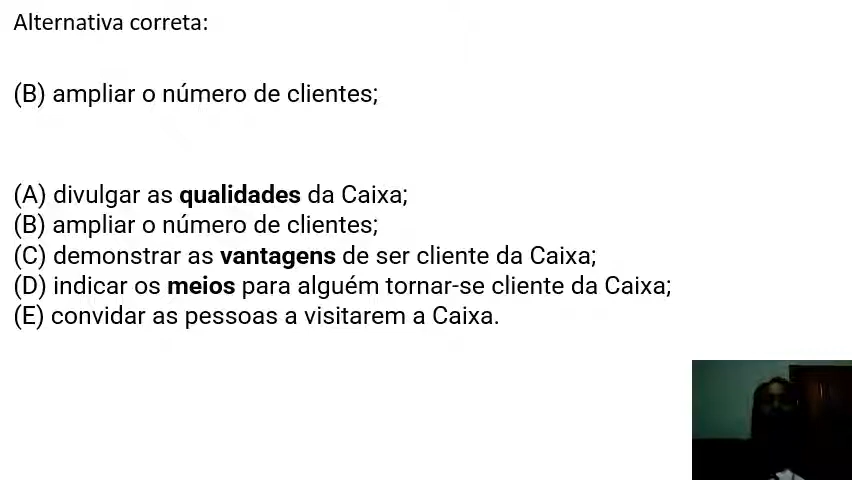 Alternativa correta:
(B) ampliar o número de clientes;
(A) divulgar as qualidades da Caixa;
(B) ampliar o número de clientes;
(C) demonstrar as vantagens de ser cliente da Caixa;
(D) indicar os meios para alguém tornar-se cliente da Caixa;
(E) convidar as pessoas a visitarem a Caixa.